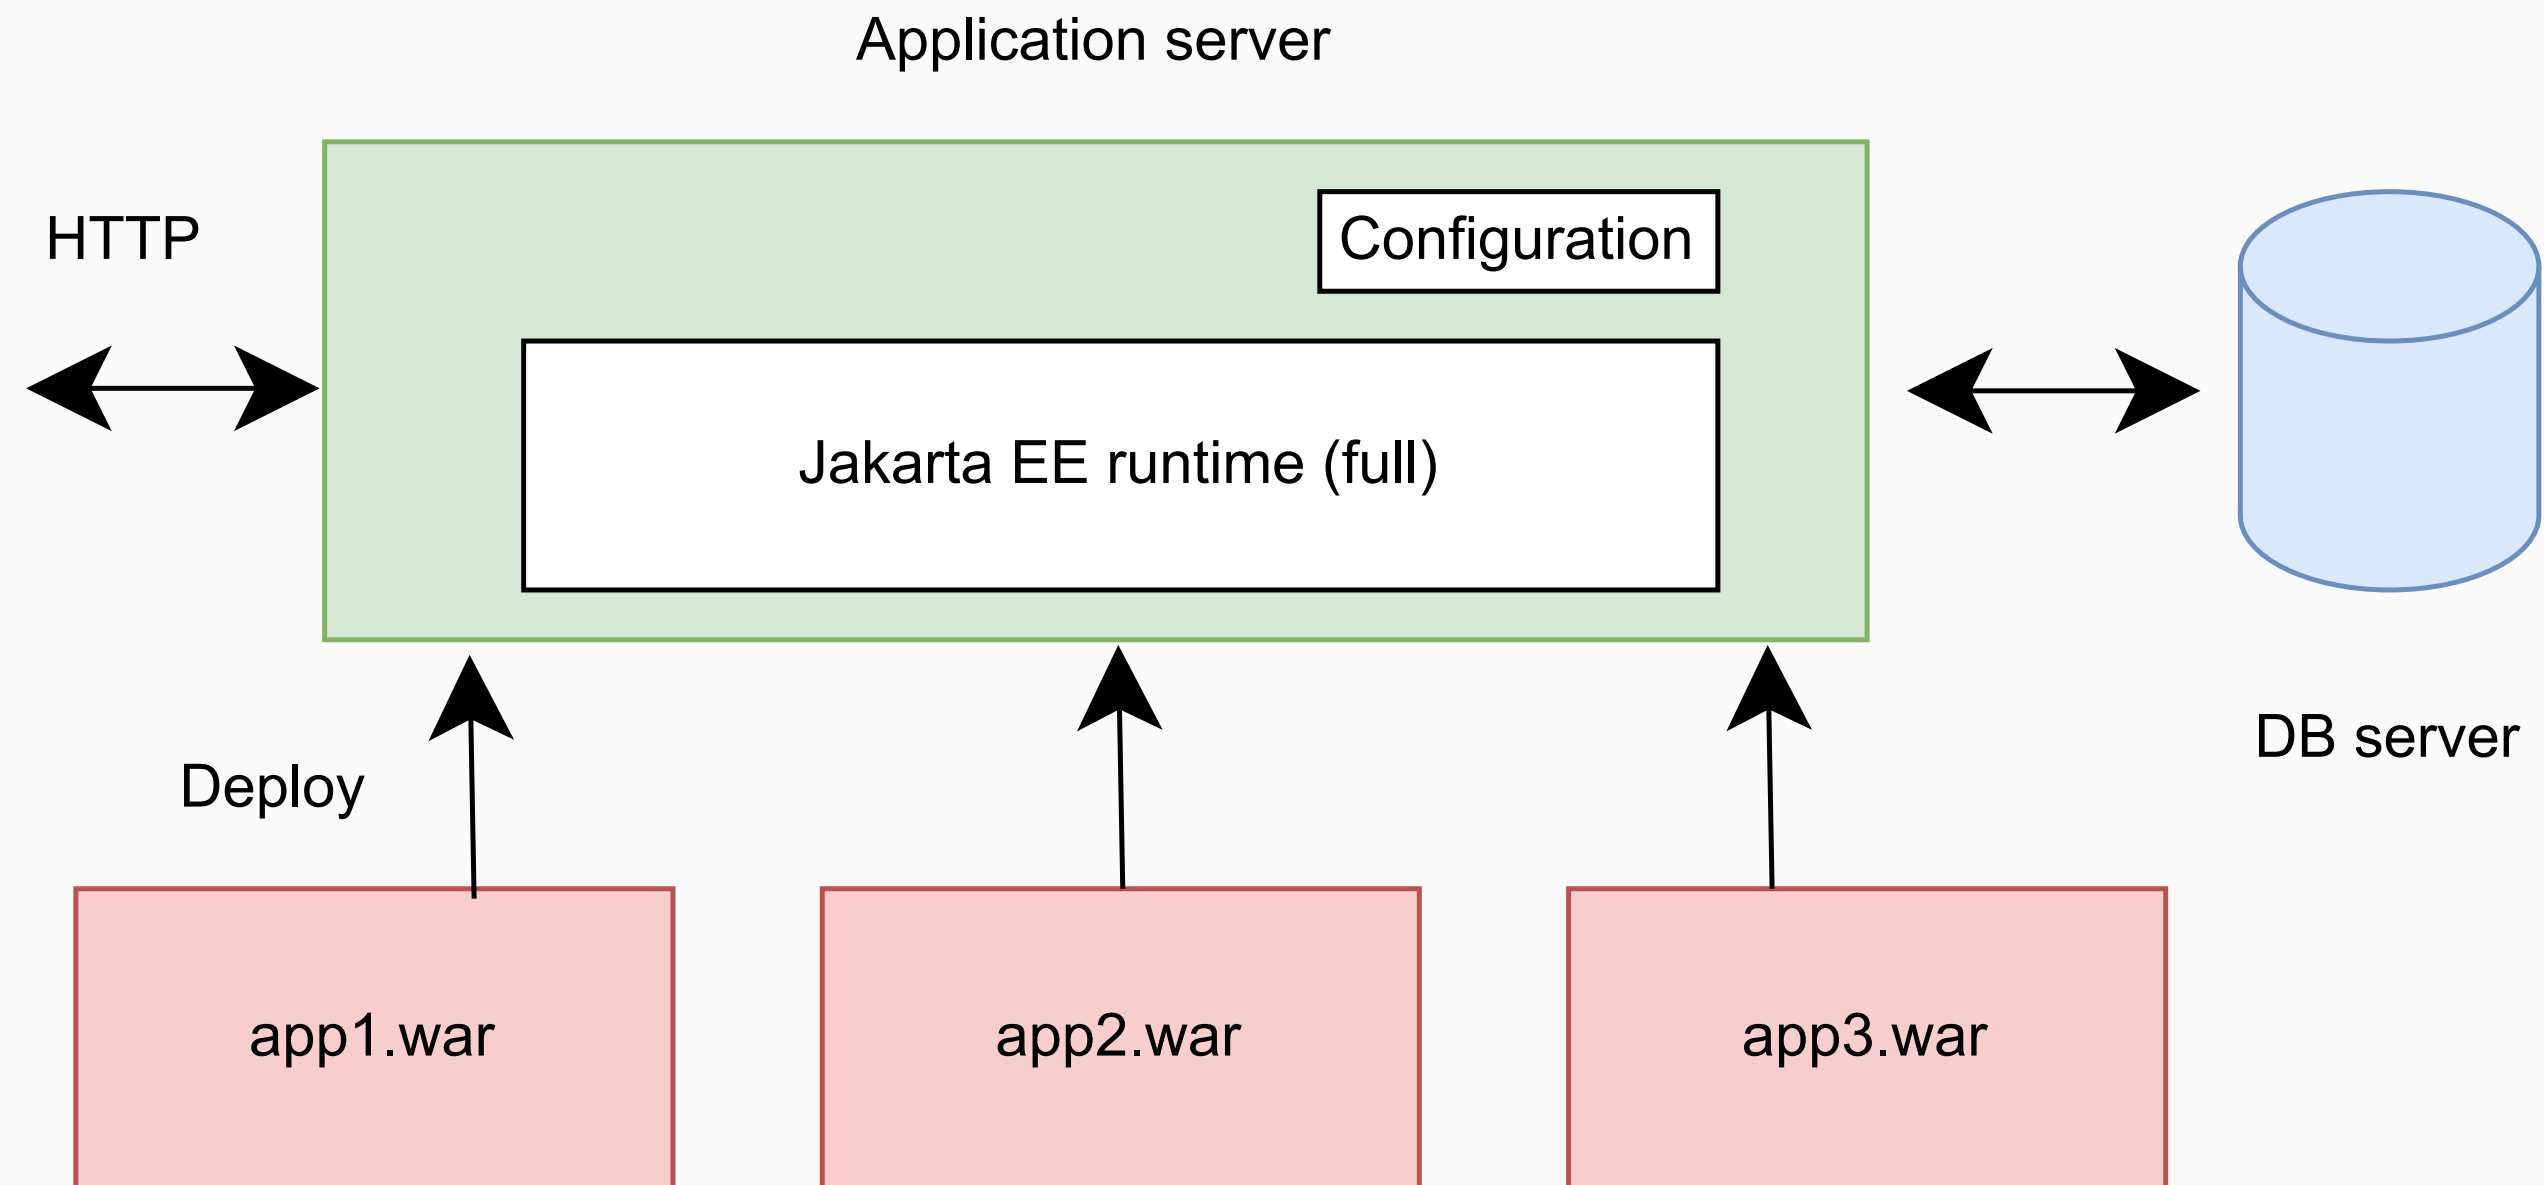 Application server
HTTP
Configuration
Jakarta EE runtime (full)
DB server
Deploy
app1.war
app2.war
app3.war